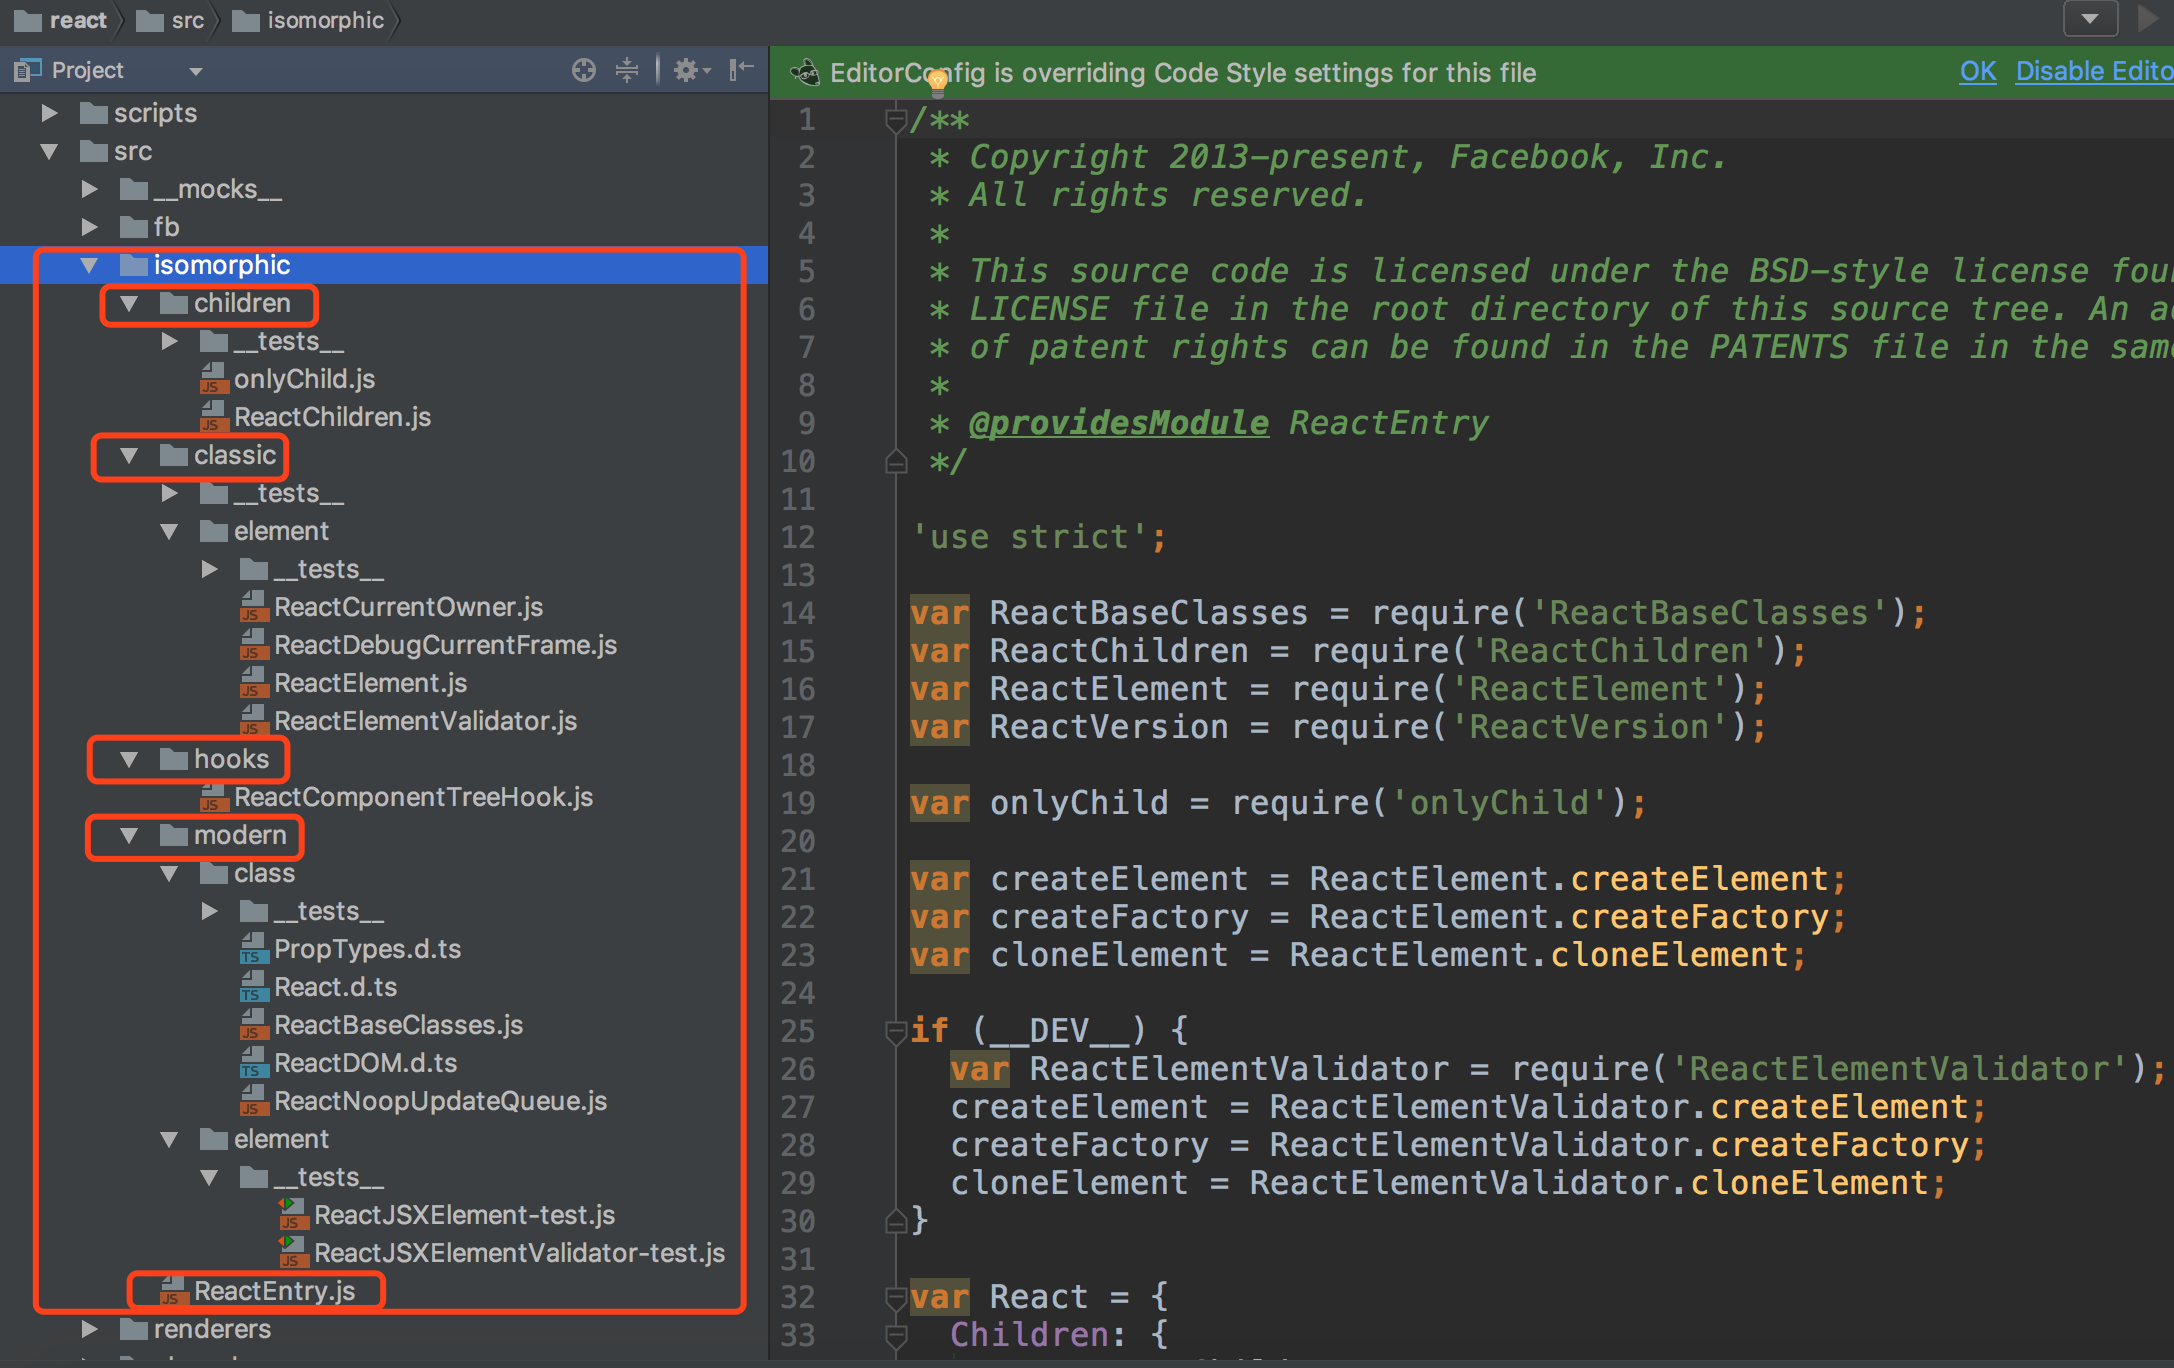 react src isomorphic
Project
scripts
src
__mocks__
fb
isomorphic
children
__tests__
onlyChild.js
ReactChildren.js
classic
__tests__
element
__tests__
ReactCurrentOwner.js
ReactDebugCurrentFrame.js
ReactElement.js
ReactElementValidator.js
hooks
ReactComponentTreeHook.js
modern
class
__tests__
PropTypes.d.ts
React.d.ts
ReactBaseClasses.js
ReactDOM.d.ts
ReactNoopUpdateQueue.js
element
__tests__
ReactJSXElement-test.js
ReactJSXElementValidator-test.js
ReactEntry.js
renderers
EditorConfig is overriding Code Style settings for this file OK Disable Edito
1 /**
2 * Copyright 2013-present, Facebook, Inc.
3 * All rights reserved.
4 *
5 * This source code is licensed under the BSD-style license fou
6 * LICENSE file in the root directory of this source tree. An a
7 * of patent rights can be found in the PATENTS file in the sam
8 *
9 * @providesModule ReactEntry
10 */
11
12 'use strict';
13
14 var ReactBaseClasses = require('ReactBaseClasses');
15 var ReactChildren = require('ReactChildren');
16 var ReactElement = require('ReactElement');
17 var ReactVersion = require('ReactVersion');
18
19 var onlyChild = require('onlyChild');
20
21 var createElement = ReactElement.createElement;
22 var createFactory = ReactElement.createFactory;
23 var cloneElement = ReactElement.cloneElement;
24
25 if (__DEV__) {
26 var ReactElementValidator = require('ReactElementValidator');
27 createElement = ReactElementValidator.createElement;
28 createFactory = ReactElementValidator.createFactory;
29 cloneElement = ReactElementValidator.cloneElement;
30 }
31
32 var React = {
33 Children: {